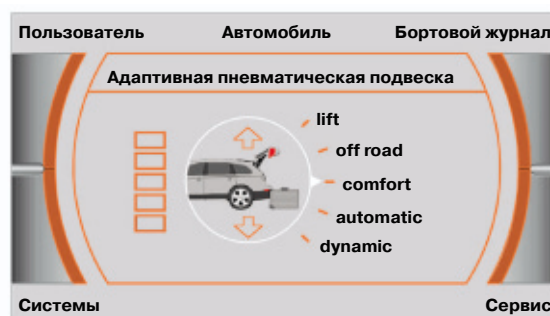 Пользователь Автомобиль Бортовой журнал
Адаптивная пневматическая подвеска
lift
off road
comfort
automatic
dynamic
Системы Сервис